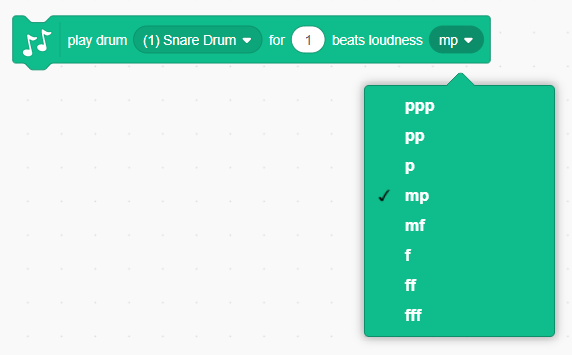 play drum (1) Snare Drum for 1 beats loudness mp
ppp
pp
p
mp
mf
f
ff
fff